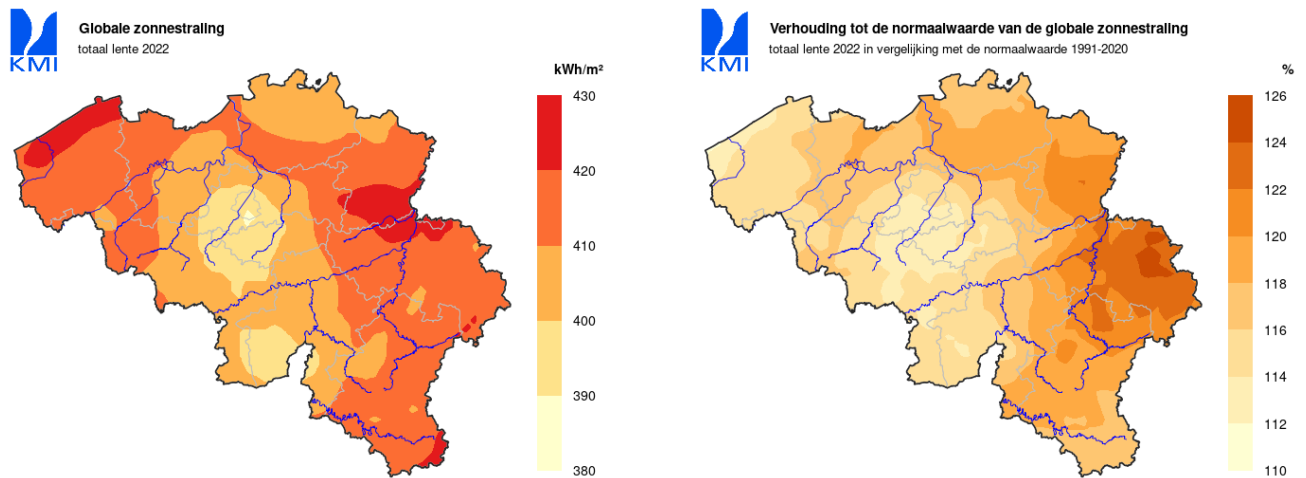 KMI
Globale zonnestraling
totaal lente 2022
kWh/m²
430
420
410
400
390
380
KMI
Verhouding tot de normaalwaarde van de globale zonnestraling
totaal lente 2022 in vergelijking met de normaalwaarde 1991-2020
%
126
124
122
120
118
116
114
112
110